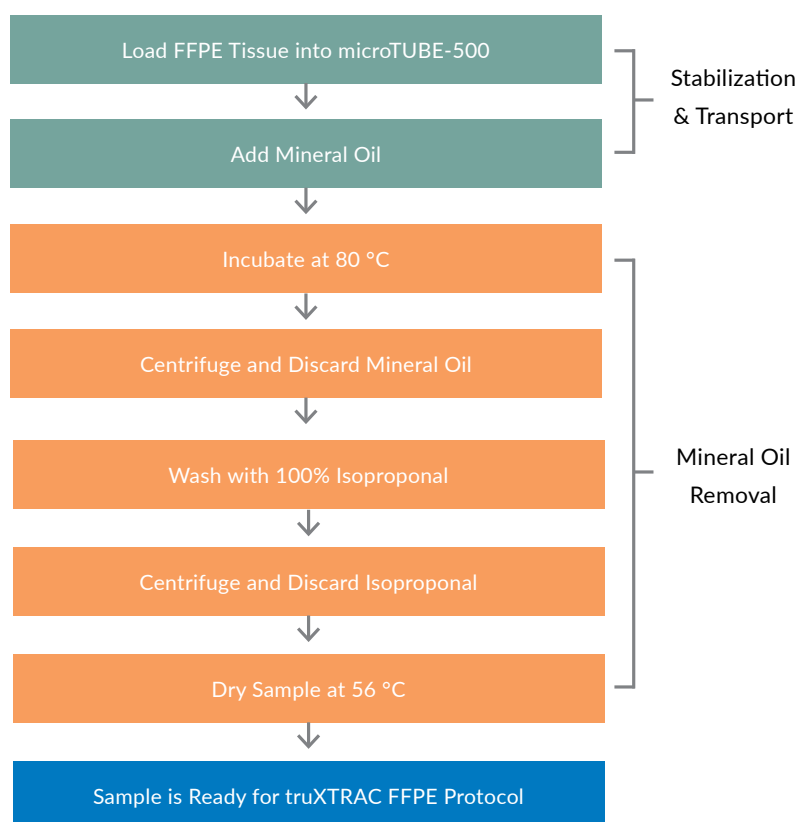 Load FFPE Tissue into microTUBE-500
Stabilization
& Transport
Add Mineral Oil
Incubate at 80 °C
Centrifuge and Discard Mineral Oil
Wash with 100% Isoproponal
Mineral Oil
Removal
Centrifuge and Discard Isoproponal
Dry Sample at 56 °C
Sample is Ready for truXTRAC FFPE Protocol